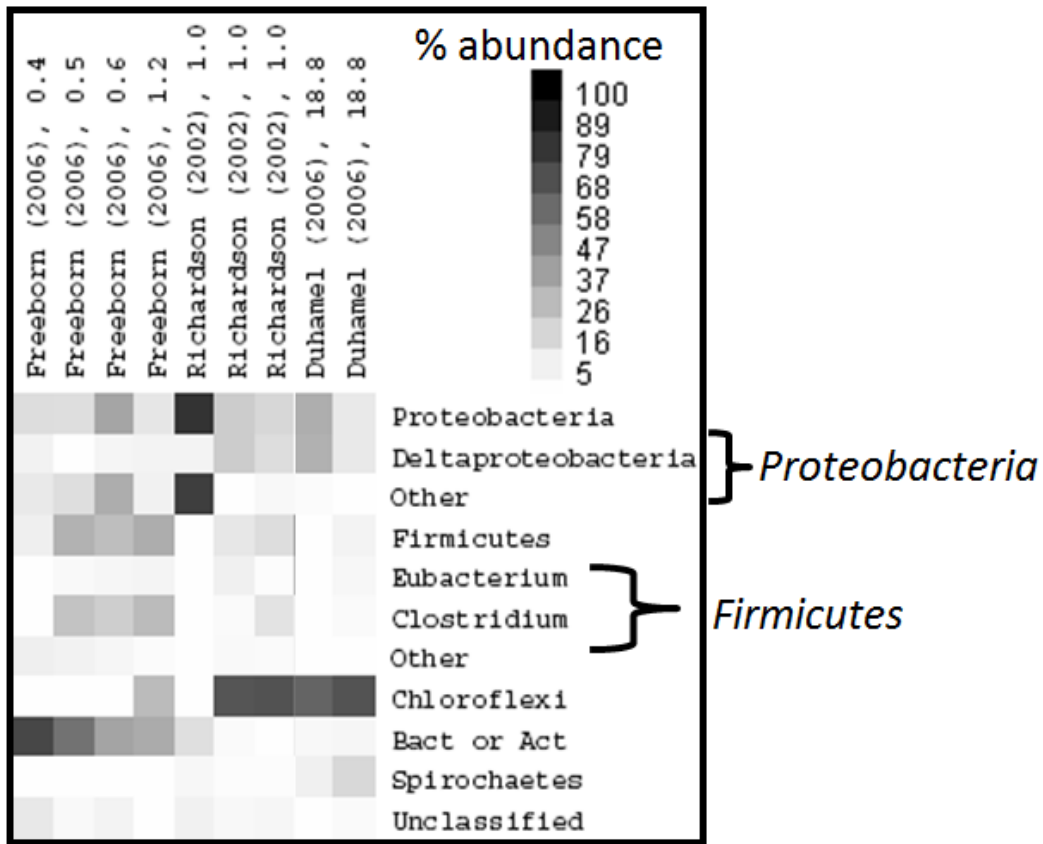 Freeborn (2006), 0.4
Freeborn (2006), 0.5
Freeborn (2006), 0.6
Freeborn (2006), 1.2
Richardson (2002), 1.0
Richardson (2002), 1.0
Richardson (2002), 1.0
Duhamel (2006), 18.8
Duhamel (2006), 18.8
% abundance
100
89
79
68
58
47
37
26
16
5
Proteobacteria
Deltaproteobacteria
Other
Proteobacteria
Firmicutes
Eubacterium
Clostridium
Other
Firmicutes
Chloroflexi
Bact or Act
Spirochaetes
Unclassified